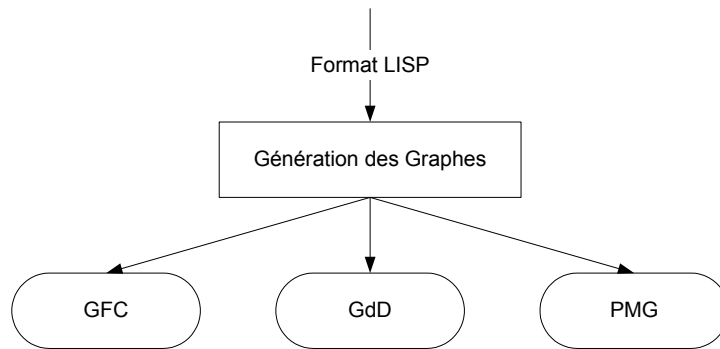 Format LISP
Génération des Graphes
GFC
GdD
PMG